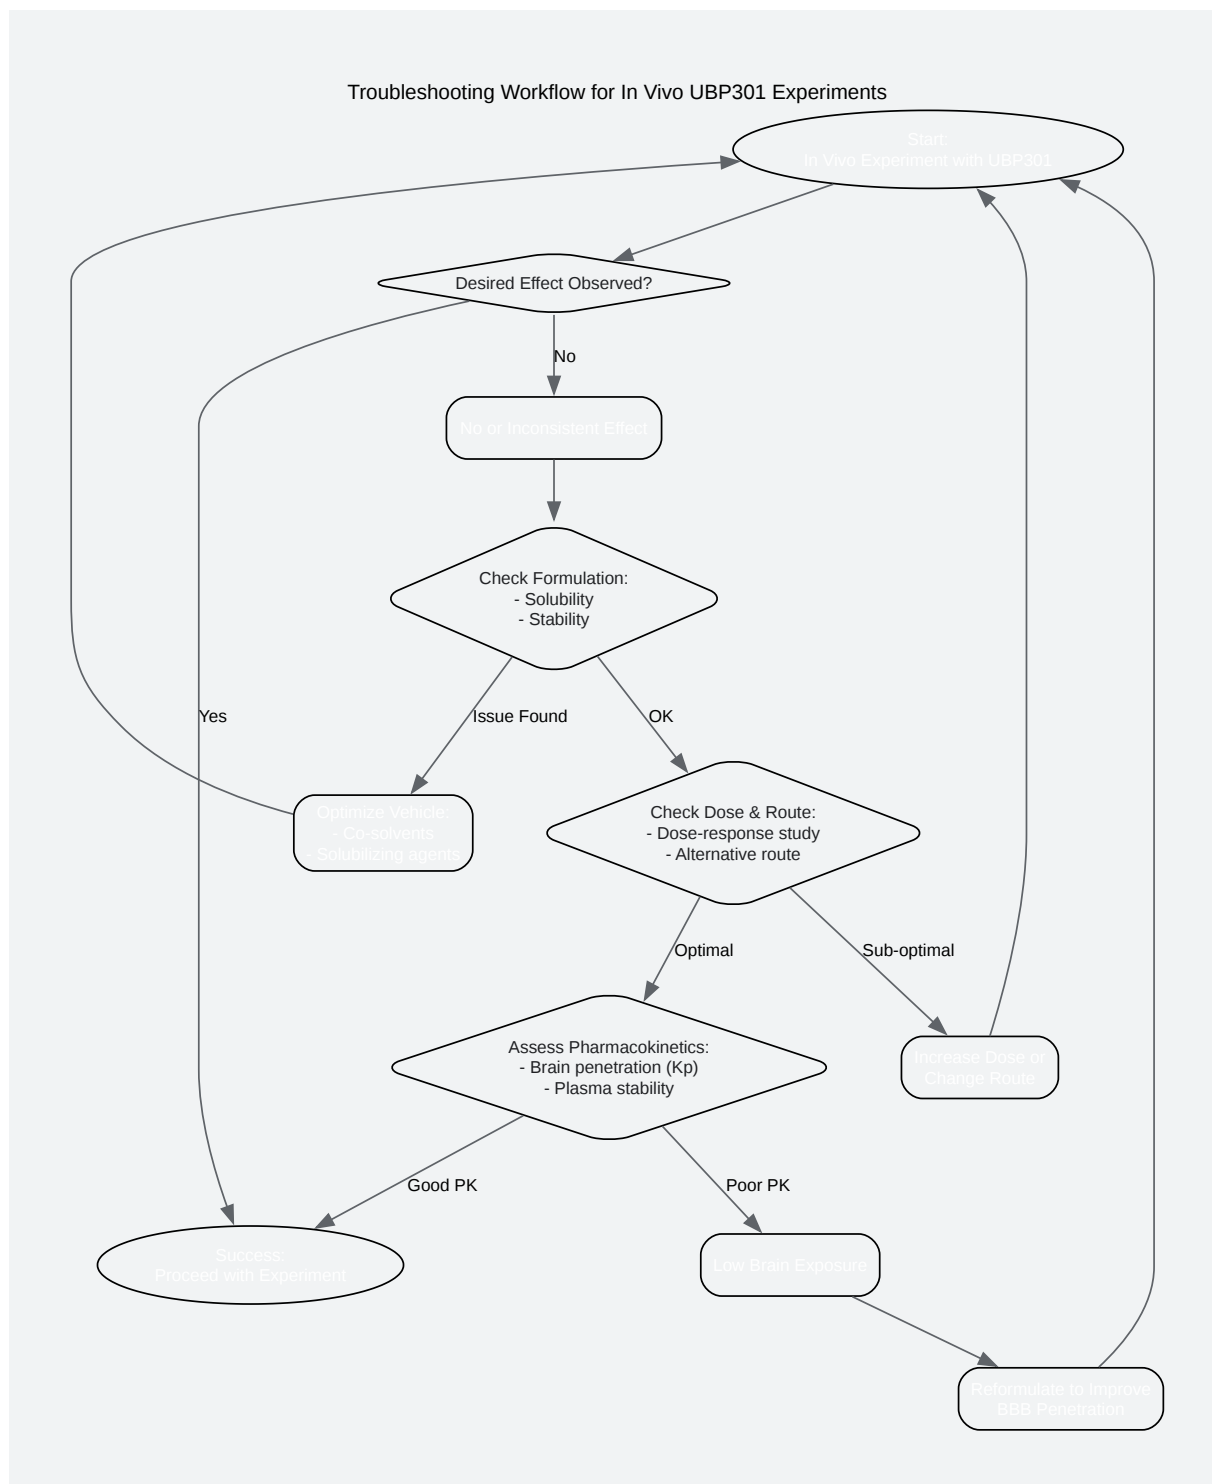 Troubleshooting Workflow for In Vivo UBP301 Experiments
Start:
In Vivo Experiment with UBP301
Desired Effect Observed?
No
No or Inconsistent Effect
Check Formulation:
- Solubility
- Stability
Yes
Issue Found
OK
Optimize Vehicle:
- Co-solvents
- Solubilizing agents
Check Dose & Route:
- Dose-response study
- Alternative route
Optimal
Sub-optimal
Assess Pharmacokinetics:
- Brain penetration (Kp)
- Plasma stability
Increase Dose or
Change Route
Good PK
Poor PK
Success:
Proceed with Experiment
Low Brain Exposure
Reformulate to Improve
BBB Penetration